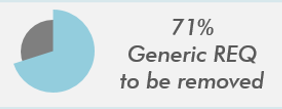 71%
Generic REQ
to be removed